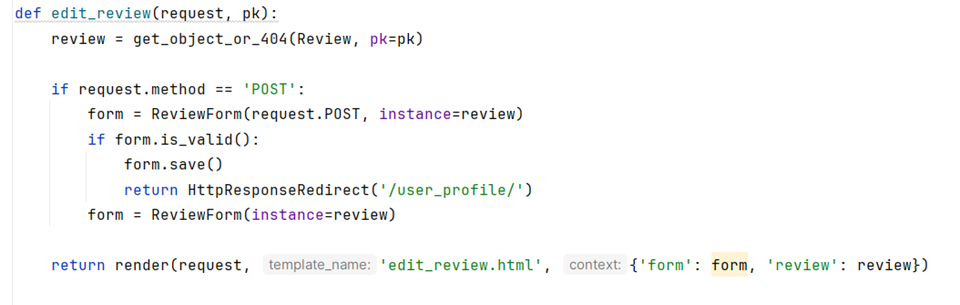 def edit_review(request, pk):
    review = get_object_or_404(Review, pk=pk)
    if request.method == 'POST':
        form = ReviewForm(request.POST, instance=review)
        if form.is_valid():
            form.save()
            return HttpResponseRedirect('/user_profile/')
        form = ReviewForm(instance=review)
    return render(request, template_name: 'edit_review.html', context: {'form': form, 'review': review})